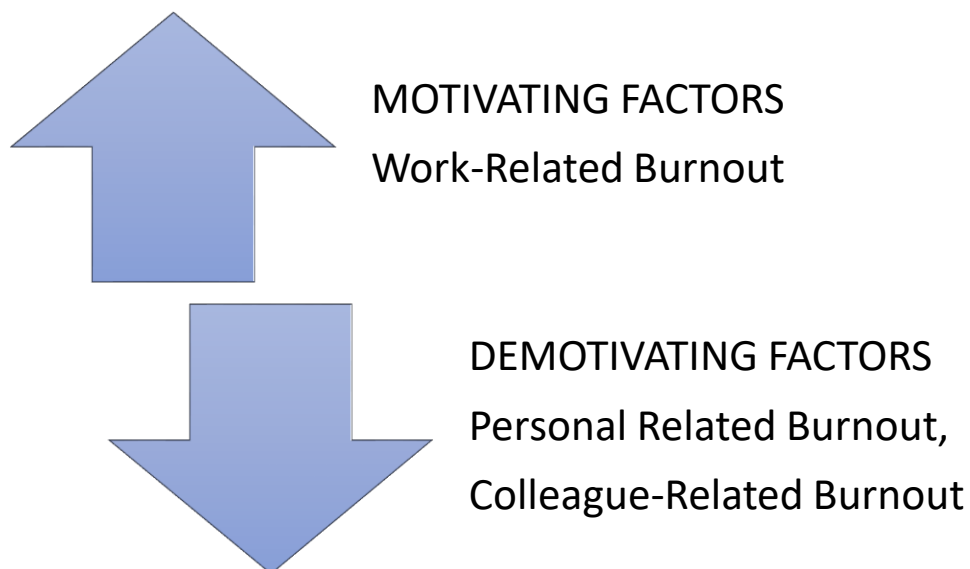 MOTIVATING FACTORS
Work-Related Burnout
DEMOTIVATING FACTORS
Personal Related Burnout,
Colleague-Related Burnout